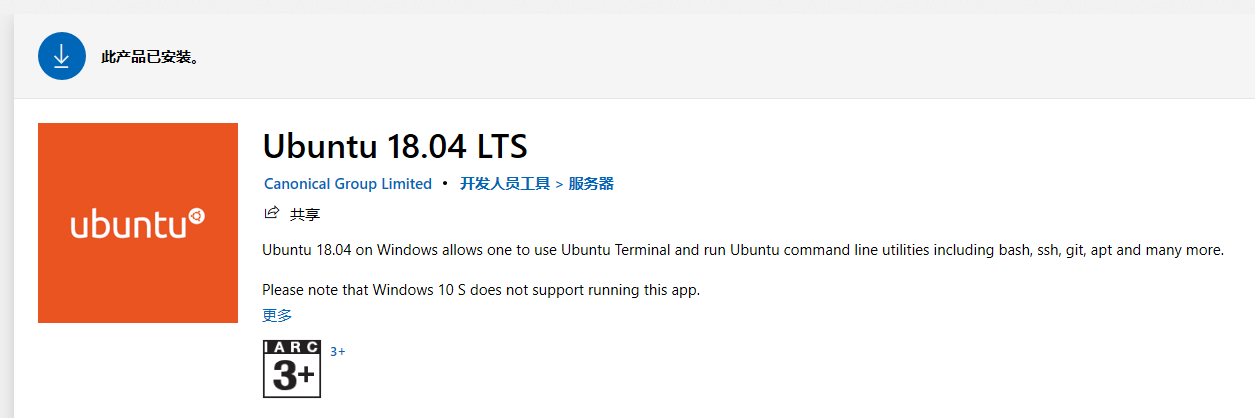 此产品已安装。
Ubuntu 18.04 LTS
Canonical Group Limited • 开发人员工具 > 服务器
共享
ubuntu
Ubuntu 18.04 on Windows allows one to use Ubuntu Terminal and run Ubuntu command line utilities including bash, ssh, git, apt and many more.
Please note that Windows 10 S does not support running this app.
更多
IARC
3+
3+